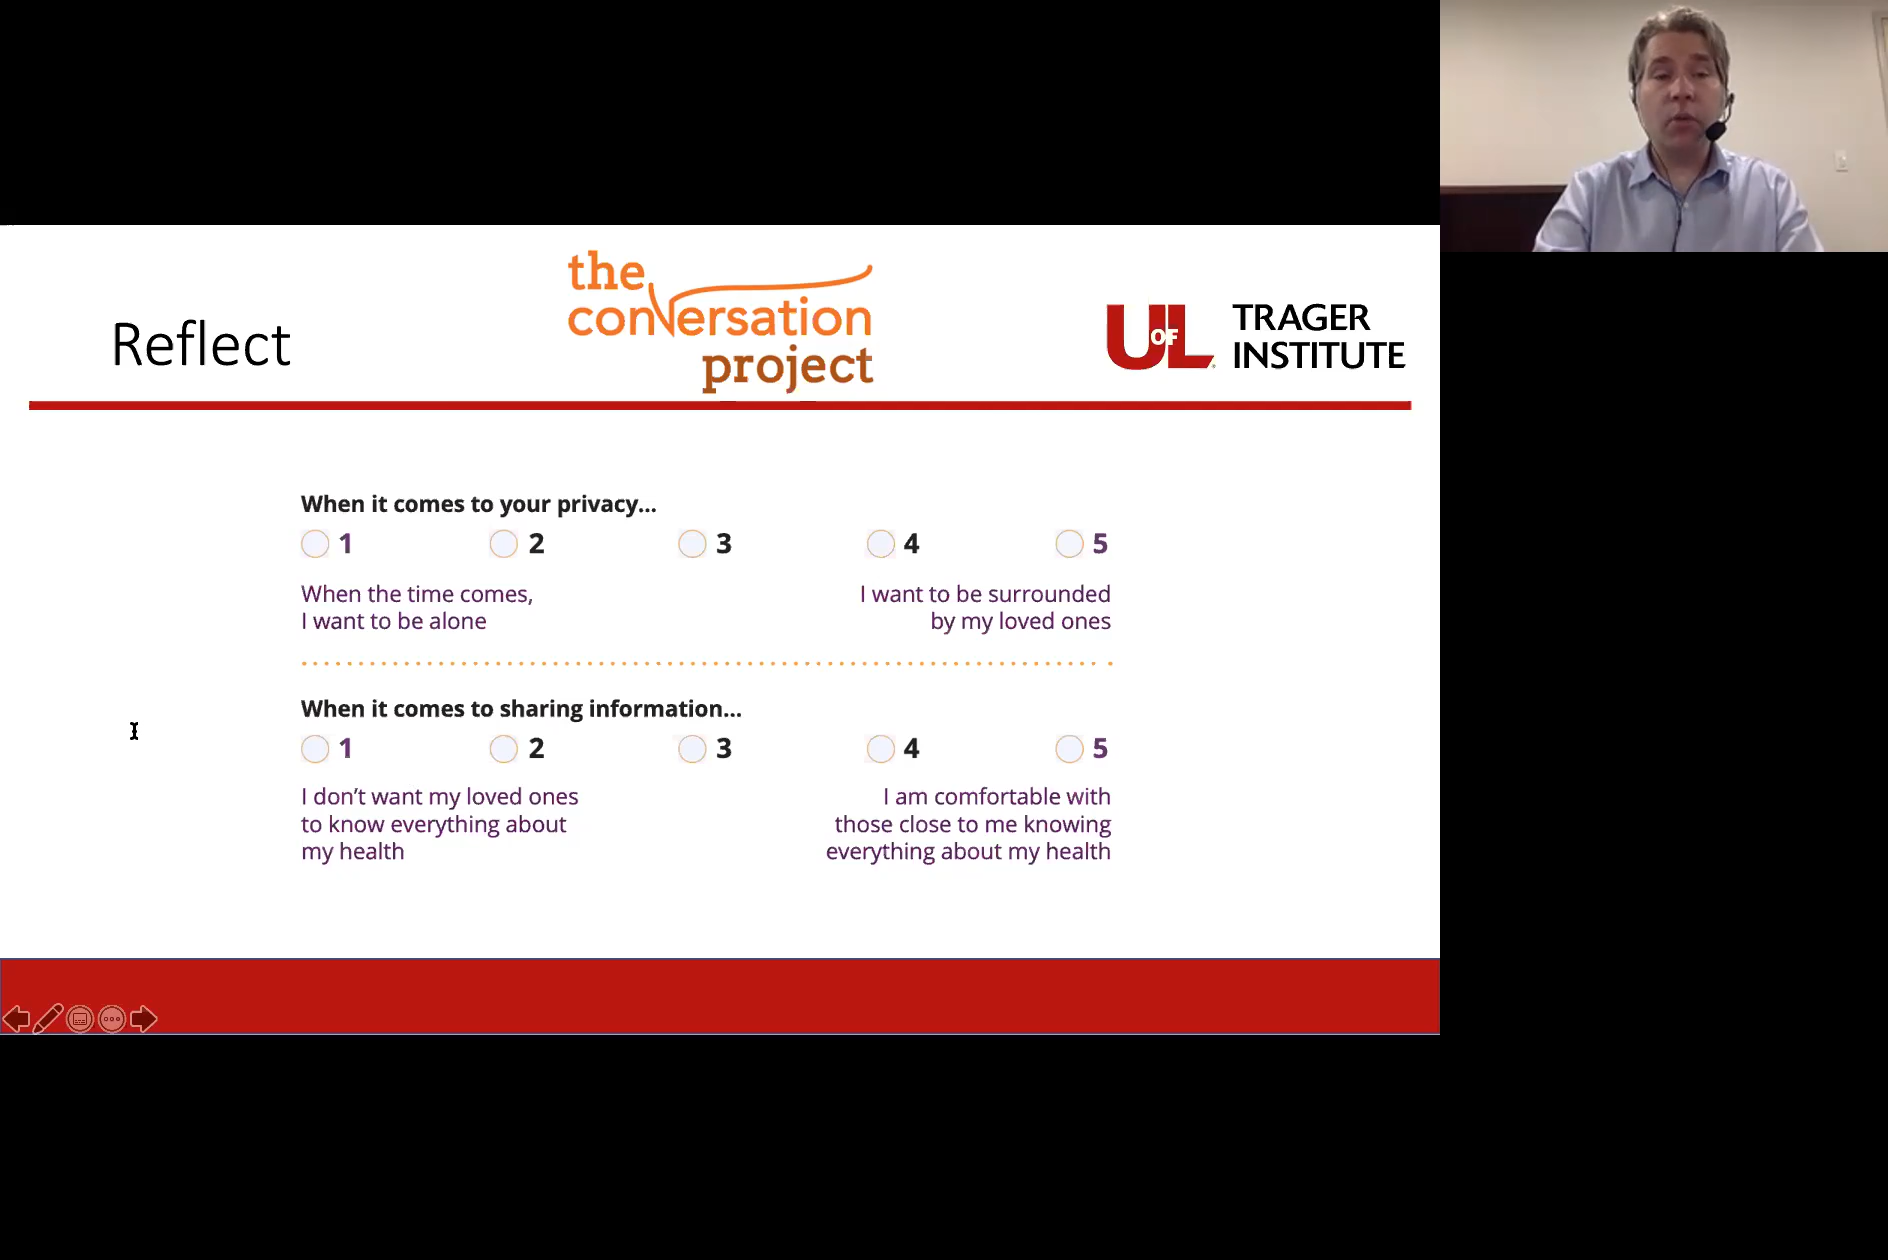 Reflect
the
conversation
project
UL
OF
TRAGER
INSTITUTE
When it comes to your privacy...
1 2 3 4 5
When the time comes,
I want to be alone
I want to be surrounded
by my loved ones
When it comes to sharing information...
1 2 3 4 5
I don't want my loved ones
to know everything about
my health
I am comfortable with
those close to me knowing
everything about my health